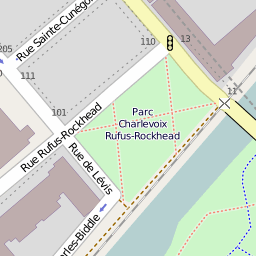 Rue Sainte-Cunégo
205
111
110
13
11
101
Parc
Charlevoix
Rufus-Rockhead
Rue Rufus-Rockhead
Rue de Lévis
arles-Biddle